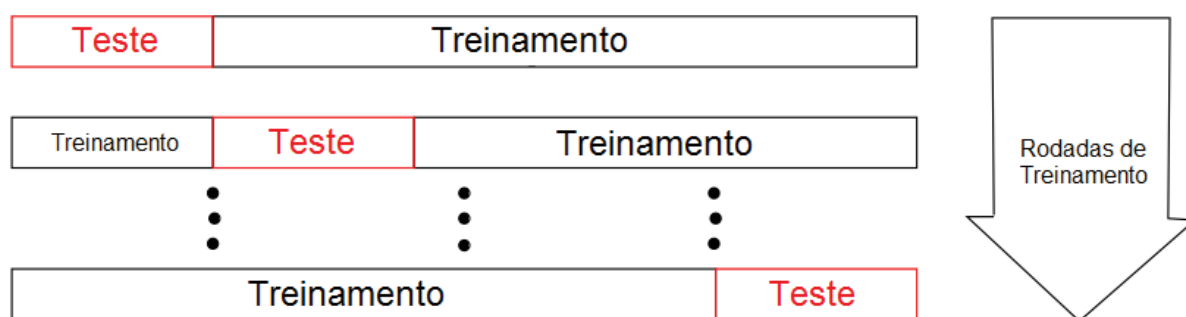 Teste
Treinamento
Treinamento
Teste
Treinamento
Rodadas de
Treinamento
Treinamento
Teste